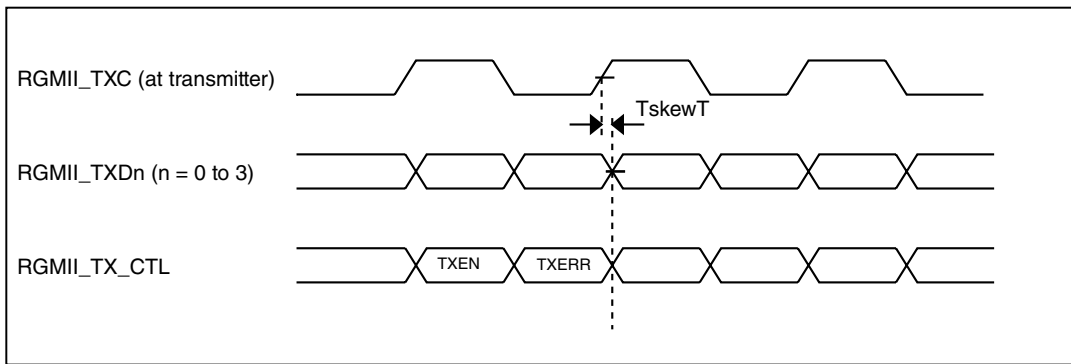 RGMII_TXC (at transmitter)
TskewT
RGMII_TXDn (n = 0 to 3)
RGMII_TX_CTL
TXEN
TXERR